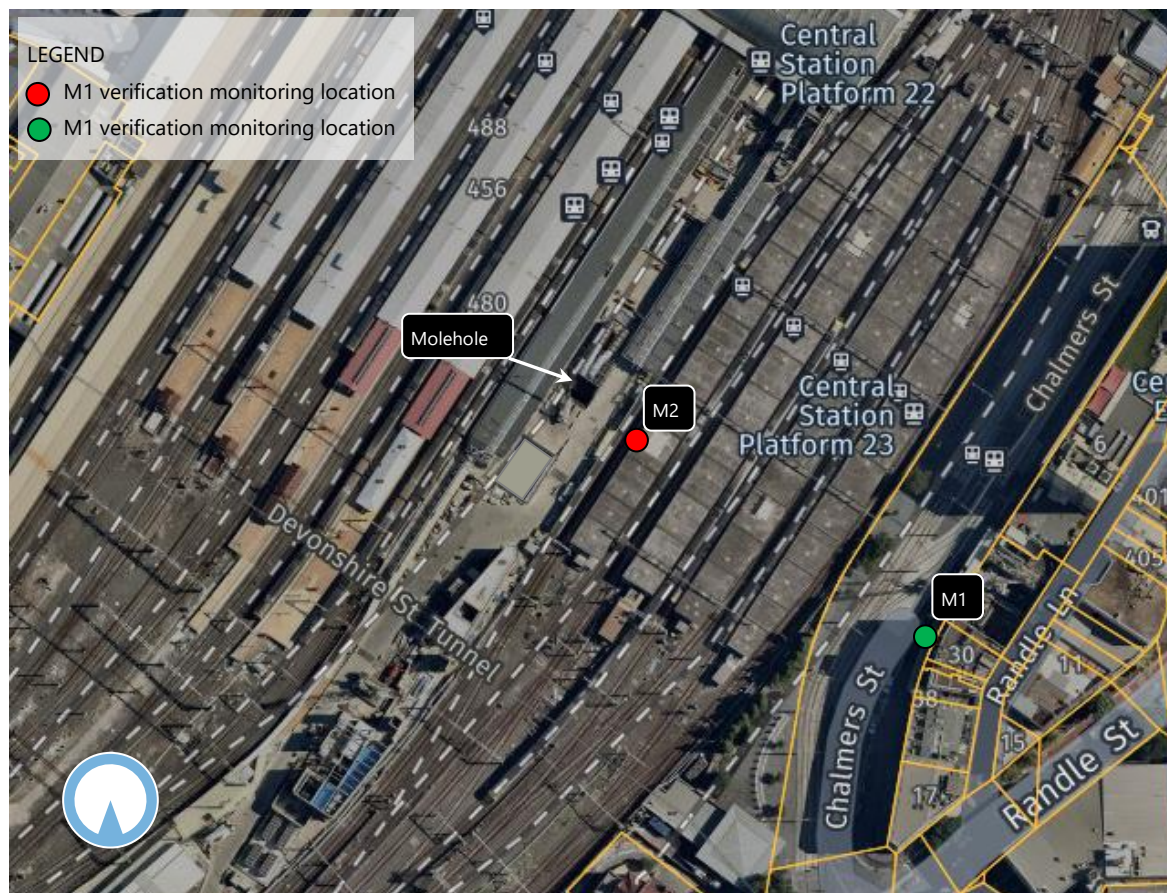 LEGEND
M1 verification monitoring location
M1 verification monitoring location
Central
Station
Platform 22
488
456
480
Molehole
M2
Central
Station
Platform 23
Chalmers St
Ce
E
6
401
405
Devonshire St Tunnel
M1
30
38
Randle Ln
11
15
17
Chalmers St
Randle St